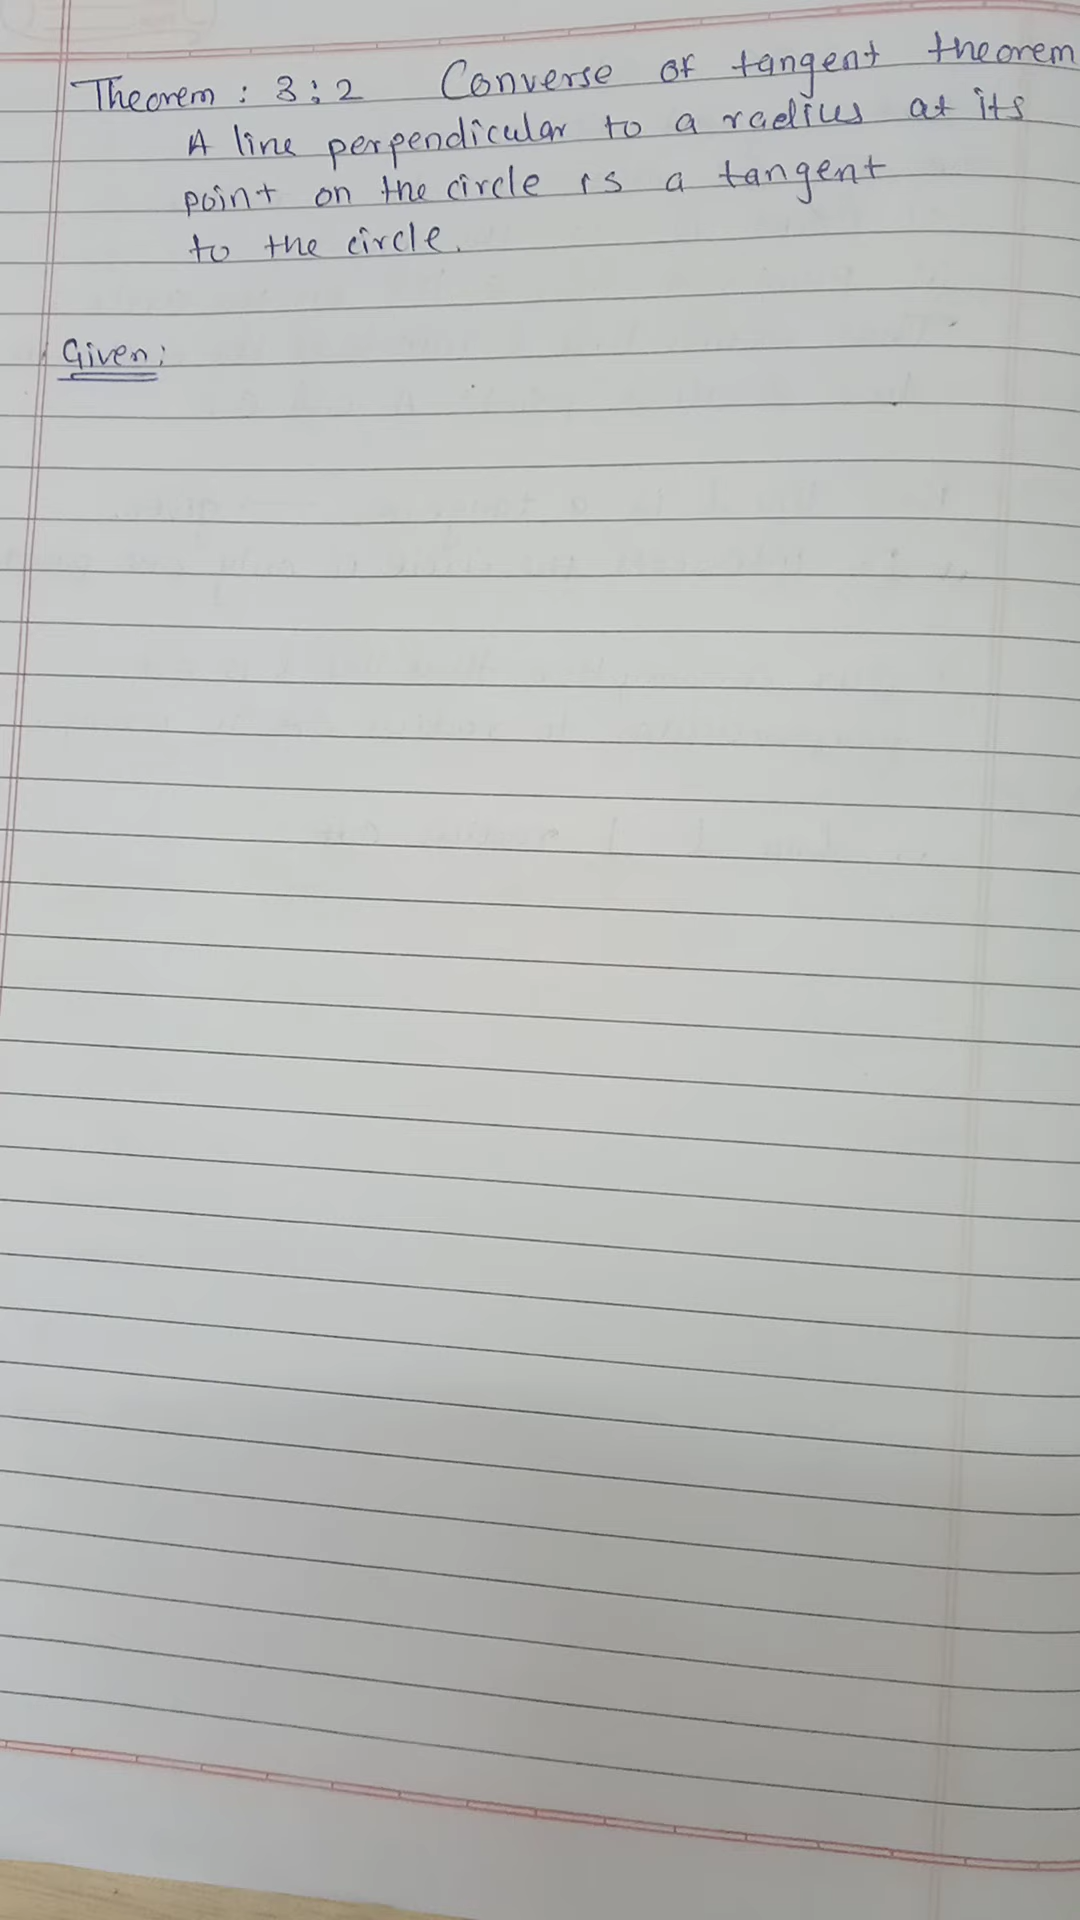 Theorem : 3:2 Converse of tangent theorem
A line perpendicular to a radius at its
point on the circle is a tangent
to the circle.
Given: